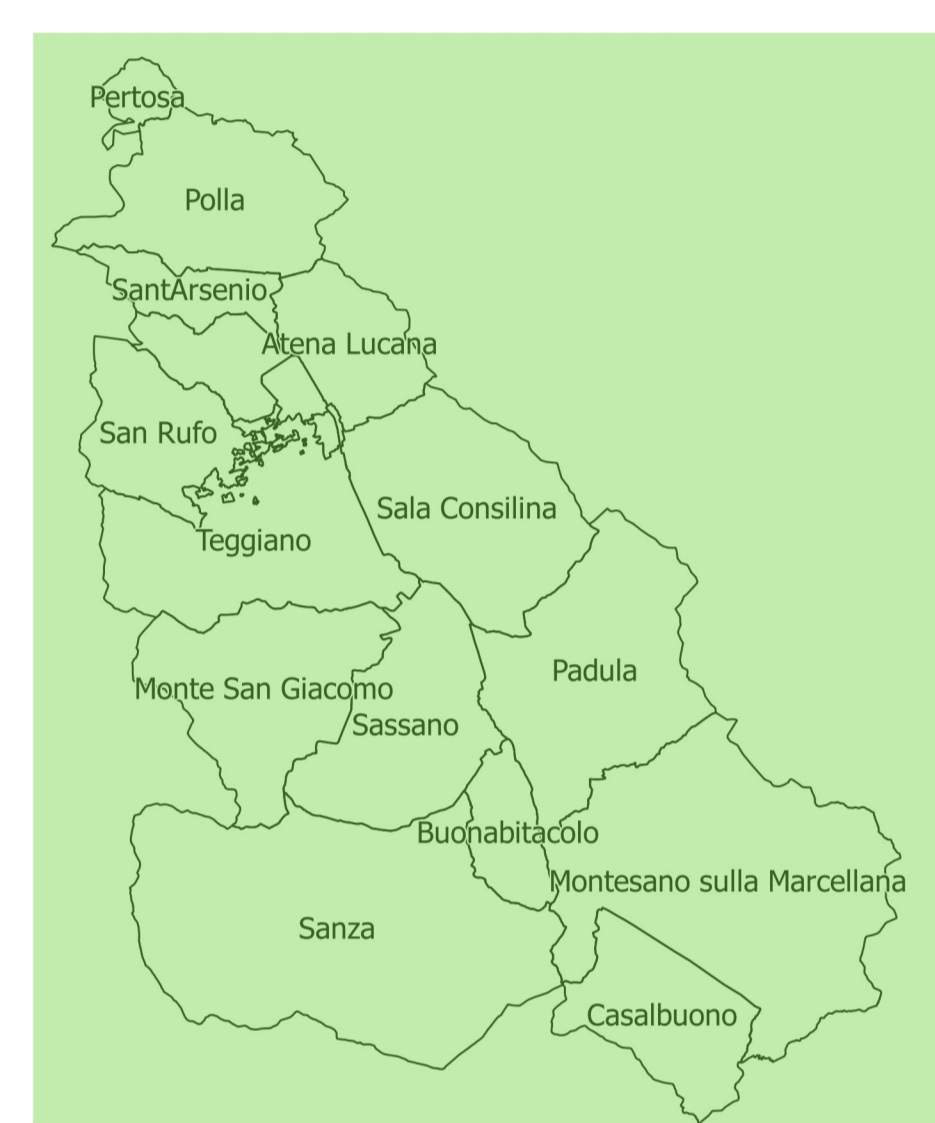 Pertosa
Polla
SantArsenio
Atena Lucana
San Rufo
Sala Consilina
Teggiano
Padula
Monte San Giacomo
Sassano
Buonabitacolo
Montesano sulla Marcellana
Sanza
Casalbuono